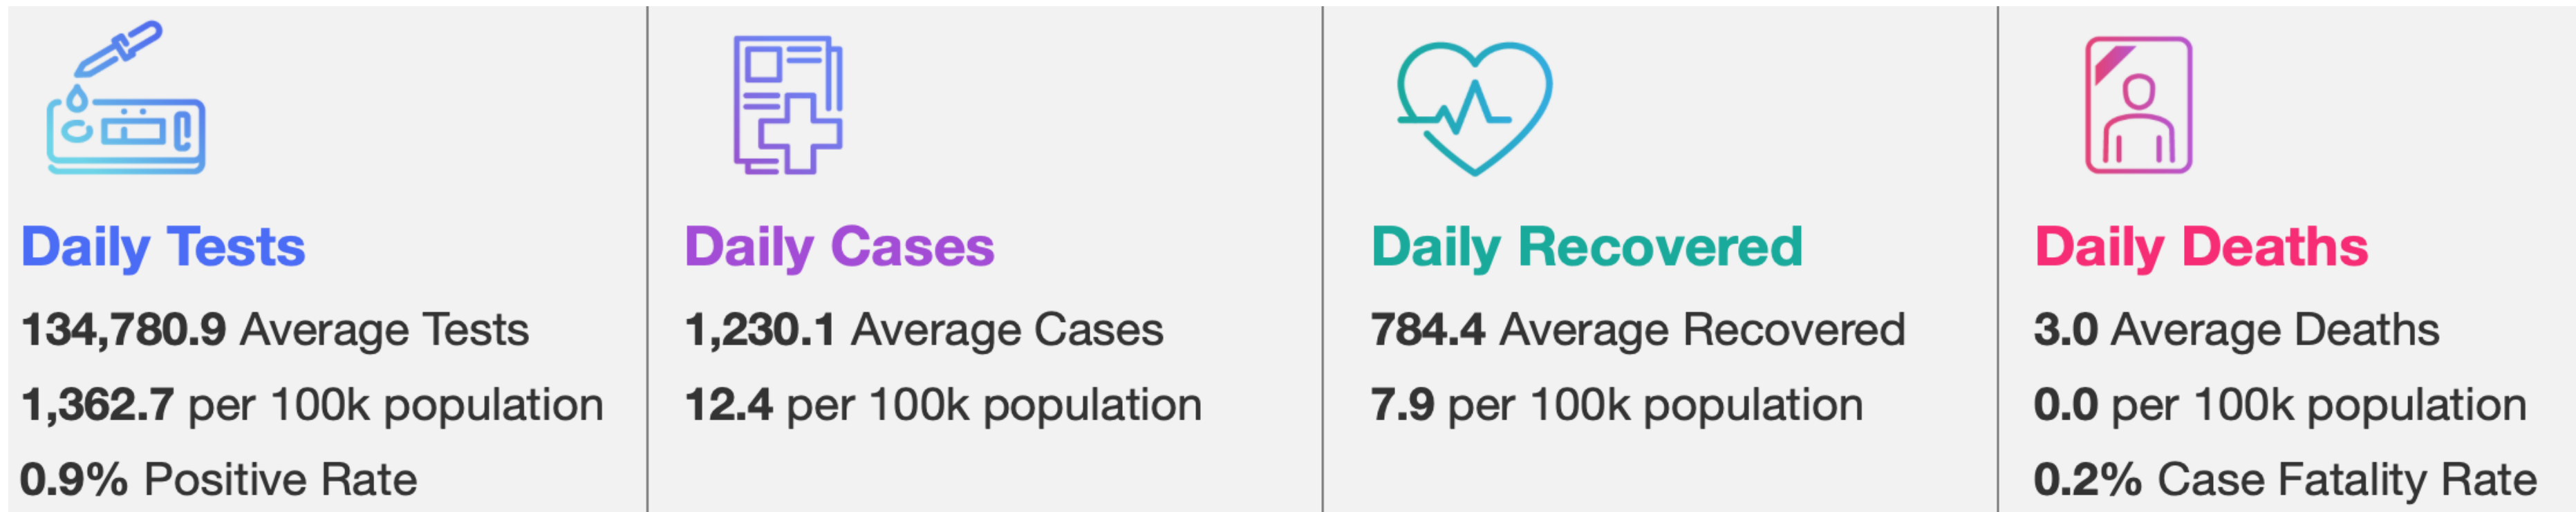 Daily Tests
134,780.9 Average Tests
1,362.7 per 100k population
0.9% Positive Rate
Daily Cases
1,230.1 Average Cases
12.4 per 100k population
Daily Recovered
784.4 Average Recovered
7.9 per 100k population
Daily Deaths
3.0 Average Deaths
0.0 per 100k population
0.2% Case Fatality Rate